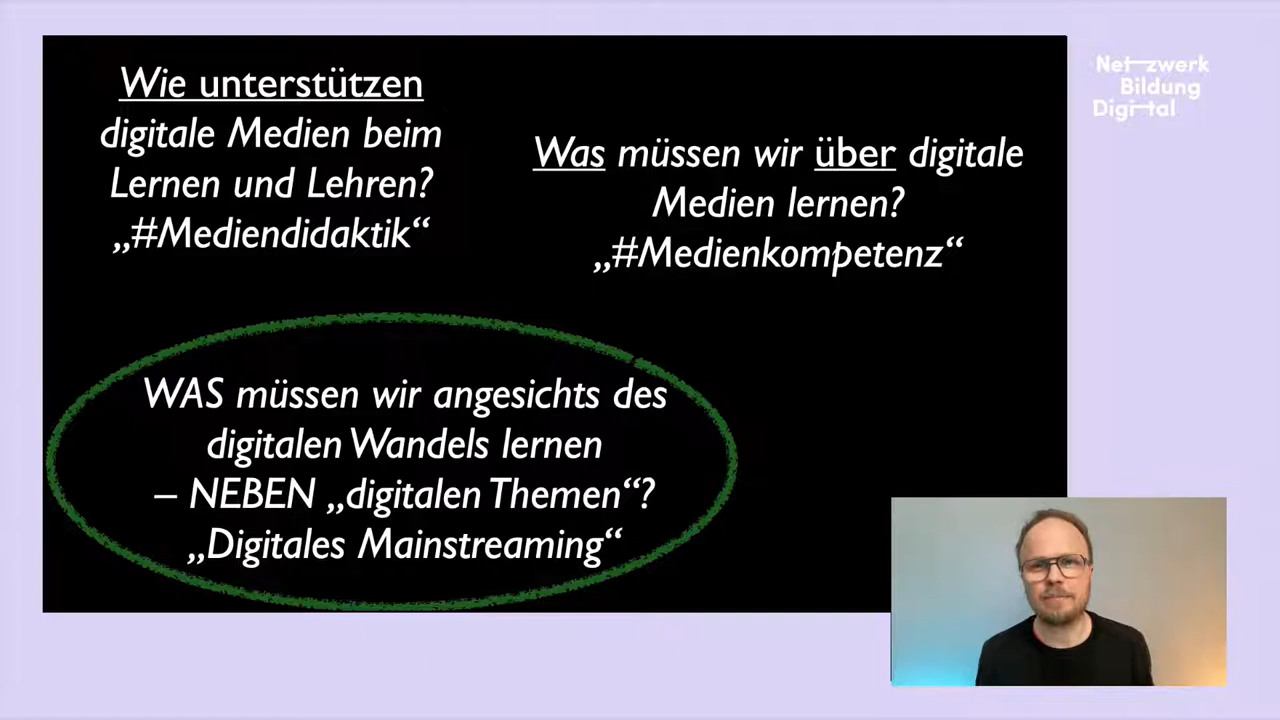 Wie unterstützen
digitale Medien beim
Lernen und Lehren?
„#Mediendidaktik“
Was müssen wir über digitale
Medien lernen?
„#Medienkompetenz“
WAS müssen wir angesichts des
digitalen Wandels lernen
– NEBEN „digitalen Themen“?
„Digitales Mainstreaming“
Netzwerk
Bildung
Digital